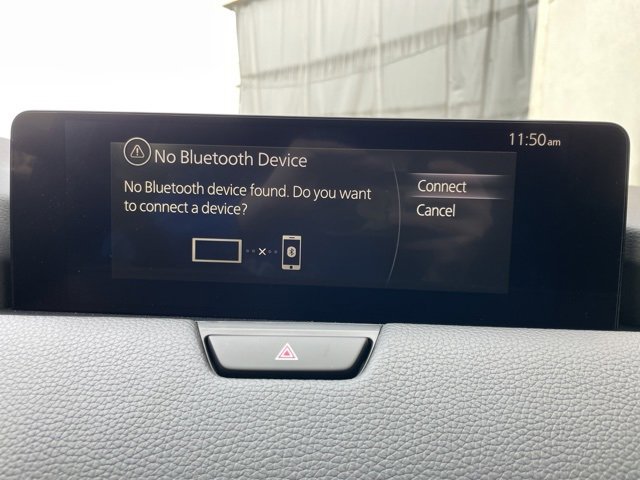 11:50am
No Bluetooth Device
No Bluetooth device found. Do you want
to connect a device?
Connect
Cancel